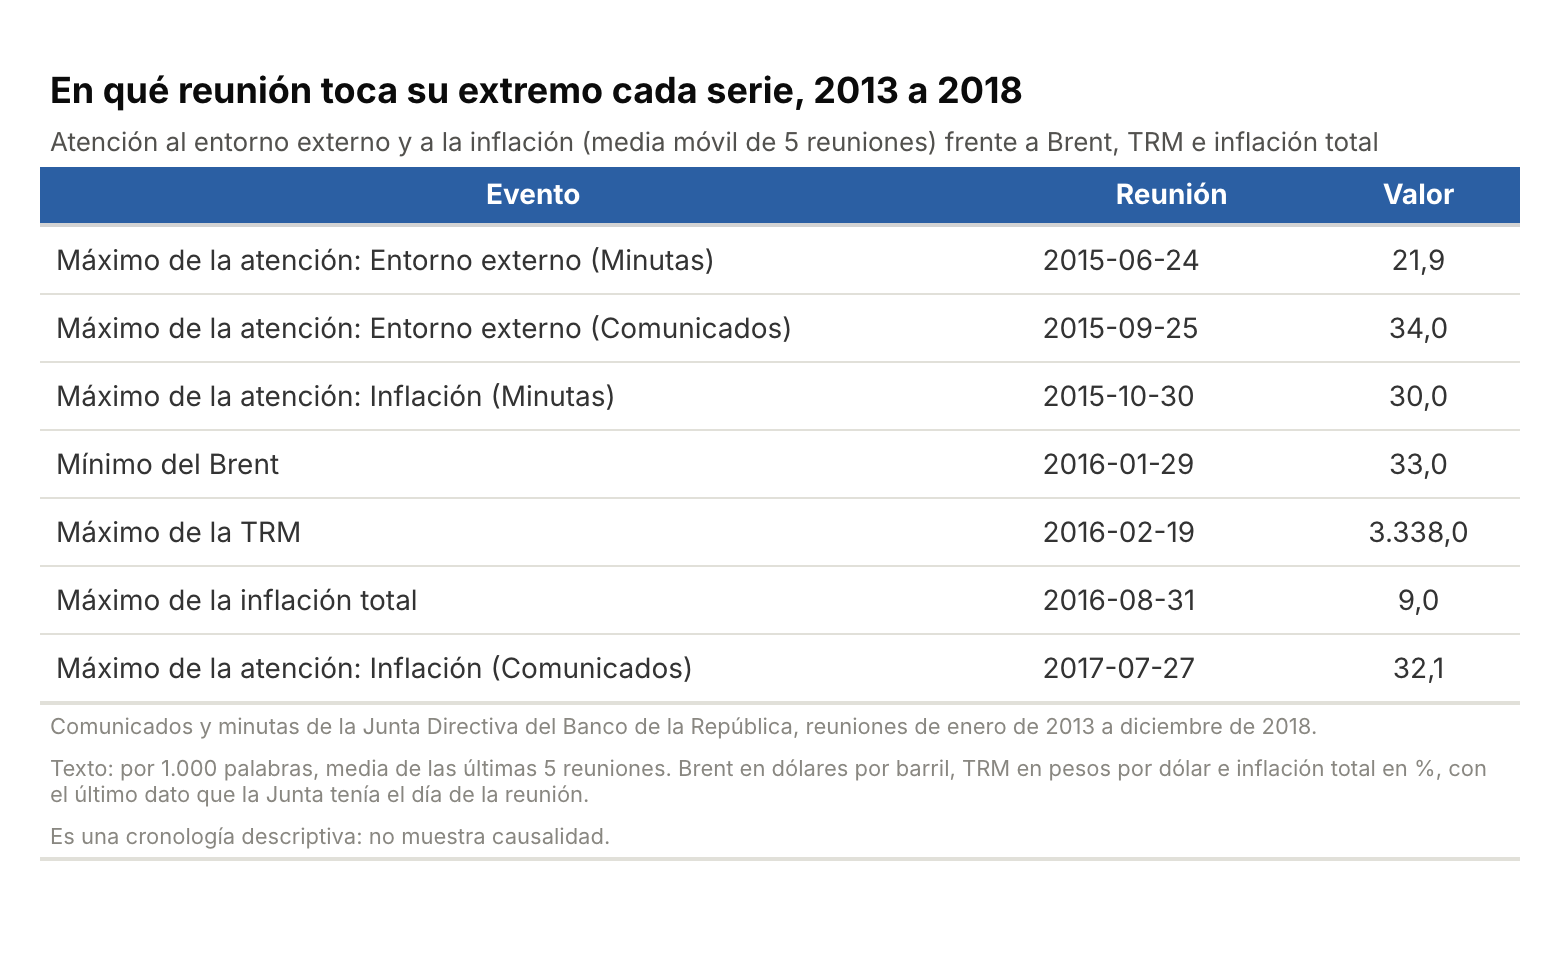 En qué reunión toca su extremo cada serie, 2013 a 2018
Atención al entorno externo y a la inflación (media móvil de 5 reuniones) frente a Brent, TRM e inflación total
Evento Reunión Valor
Máximo de la atención: Entorno externo (Minutas) 2015-06-24 21,9
Máximo de la atención: Entorno externo (Comunicados) 2015-09-25 34,0
Máximo de la atención: Inflación (Minutas) 2015-10-30 30,0
Mínimo del Brent 2016-01-29 33,0
Máximo de la TRM 2016-02-19 3.338,0
Máximo de la inflación total 2016-08-31 9,0
Máximo de la atención: Inflación (Comunicados) 2017-07-27 32,1
Comunicados y minutas de la Junta Directiva del Banco de la República, reuniones de enero de 2013 a diciembre de 2018.
Texto: por 1.000 palabras, media de las últimas 5 reuniones. Brent en dólares por barril, TRM en pesos por dólar e inflación total en %, con
el último dato que la Junta tenía el día de la reunión.
Es una cronología descriptiva: no muestra causalidad.